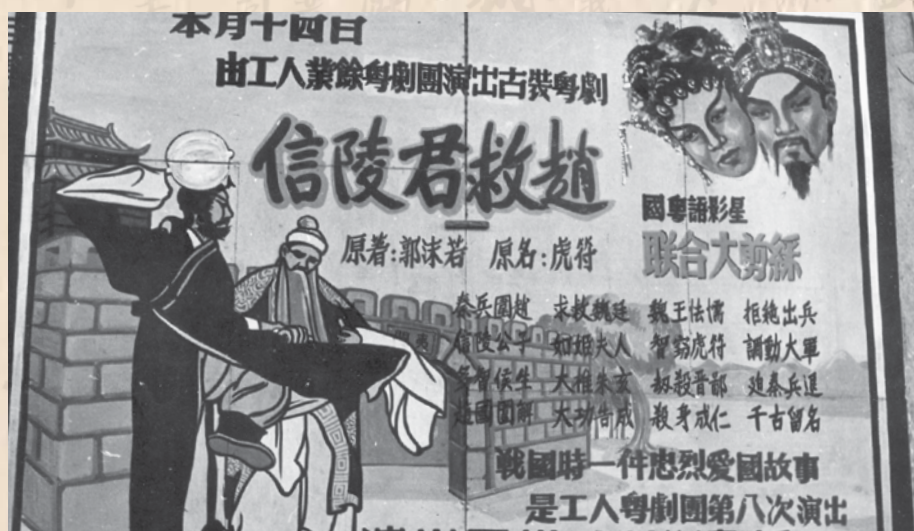 本月十四日
由工人業餘粵劇團演出古裝粵劇
信陵君救趙
原着:郭沫若 原名:虎符
國粵語影星
联合大剪綵
秦兵圍趙 求救魏廷 魏王怯懦 拒絶出兵
信陵公子 如姬夫人 智竊虎符 調動大軍
侯生 大椎朱亥 殺晋鄙 迫秦兵退
趙國圍解 大功告成 殺身成仁 千古留名
戰國時一件忠烈愛國故事
是工人粵劇團第八次演出